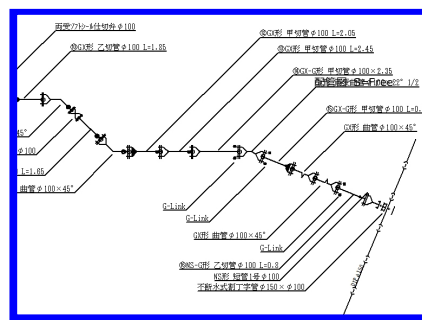 両受ソフトシール仕切弁φ100
⑩GX形 乙切管φ100 L=1.85
⑫GX形 甲切管φ100 L=2.05
⑬GX形 甲切管φ100 L=2.45
⑭GX-G形 甲切管φ100×2.35
⑮GX-G形 甲切管φ100 L=0.
GX形 曲管φ100×45°
45°
φ100
L=1.65
曲管φ100×45°
G-Link
G-Link
GX形 曲管φ100×45°
G-Link
⑯NS-G形 乙切管φ100 L=0.8
NS形 短管1号φ100
不断水式割丁字管φ150×φ100